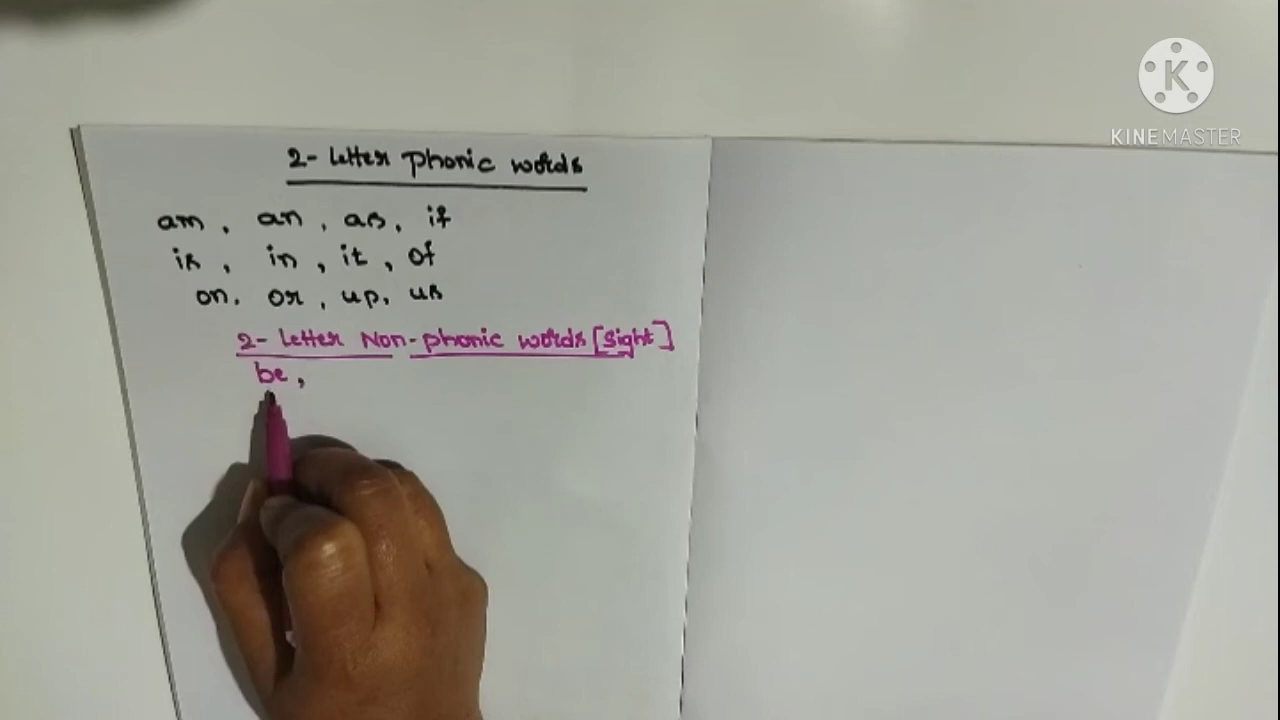 2- letter phonic words
am, an, as, if
is, in, it, of
on, or, up, us
2- letter Non-phonic words [sight]
be,
K
KINEMASTER